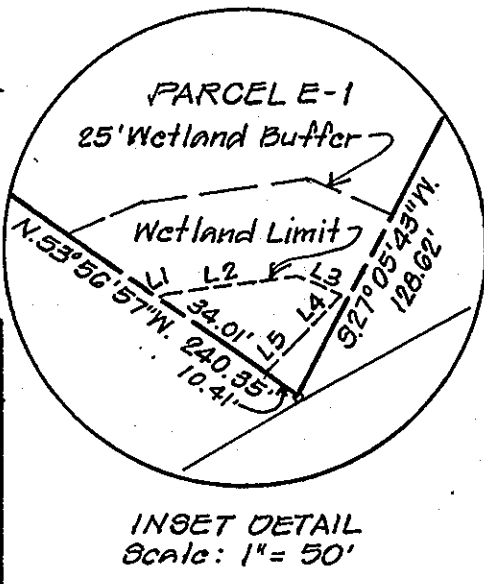 PARCEL E-1
25' Wetland Buffer
Wetland Limit
N.53°56'57"W. 240.35'
L1
L2
L3
L4
L5
34.01'
10.41'
S.27°05'43"W.
128.62'
INSET DETAIL
Scale: 1" = 50'